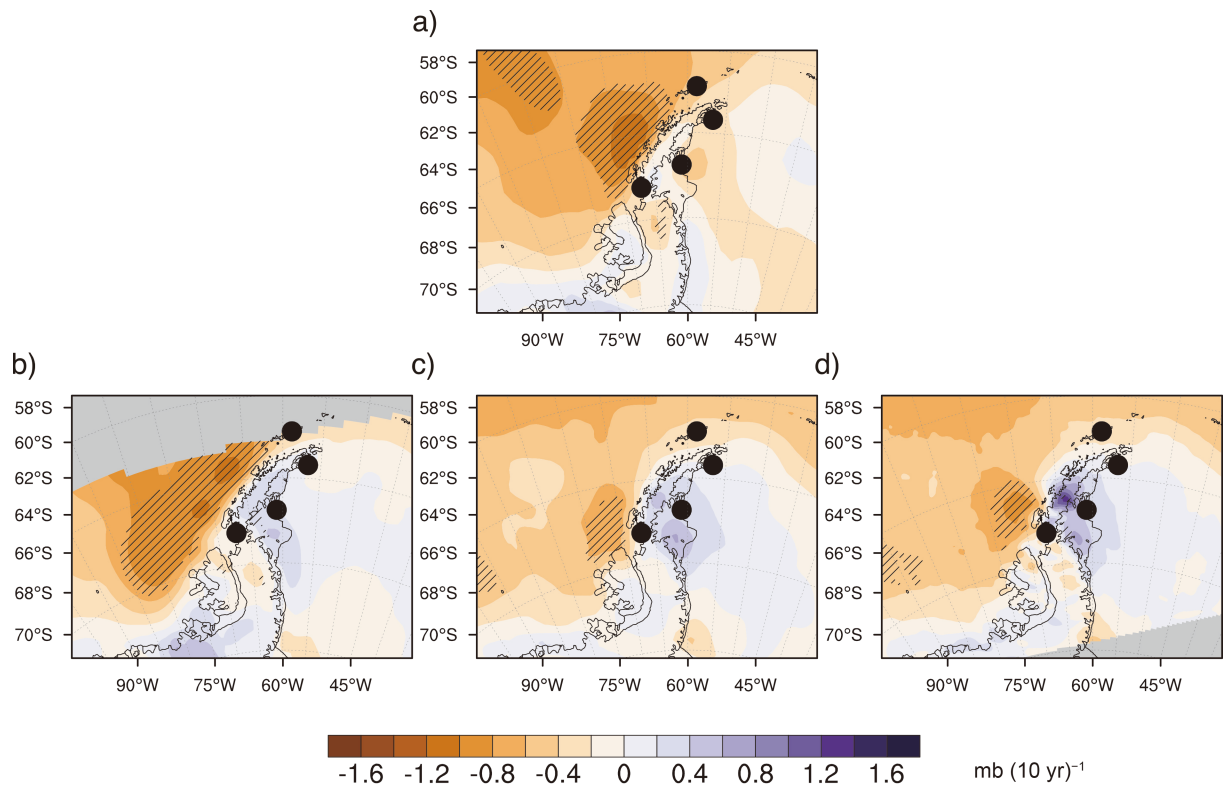 a)
58°S
60°S
62°S
64°S
66°S
68°S
70°S
90°W 75°W 60°W 45°W
b) c) d)
58°S 58°S 58°S
60°S 60°S 60°S
62°S 62°S 62°S
64°S 64°S 64°S
66°S 66°S 66°S
68°S 68°S 68°S
70°S 70°S 70°S
90°W 75°W 60°W 45°W 90°W 75°W 60°W 45°W 90°W 75°W 60°W 45°W
-1.6 -1.2 -0.8 -0.4 0 0.4 0.8 1.2 1.6 mb (10 yr)⁻¹